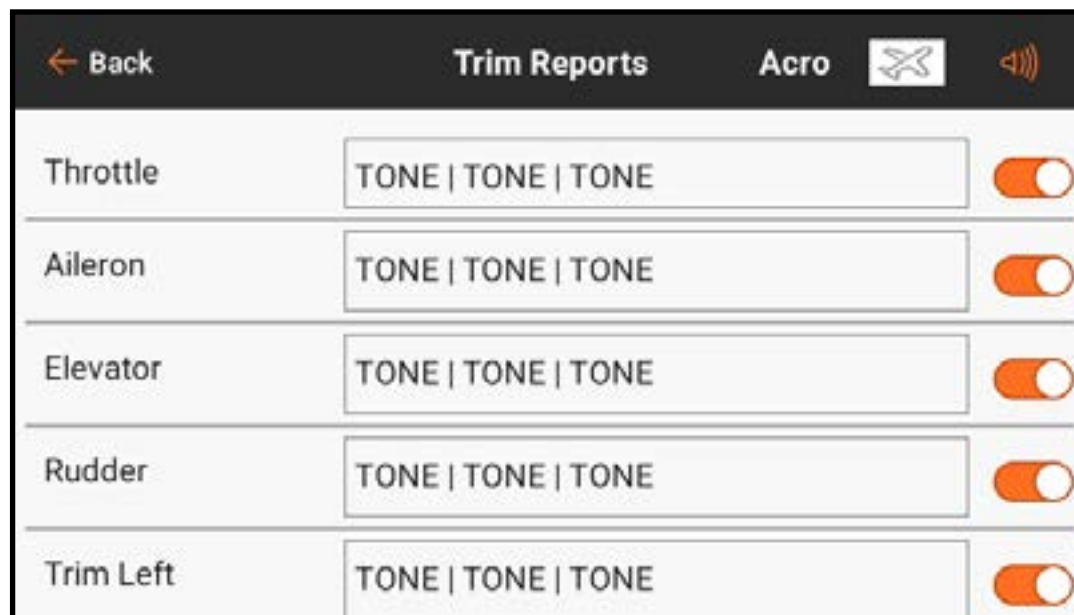 Back Trim Reports Acro
Throttle TONE | TONE | TONE
Aileron TONE | TONE | TONE
Elevator TONE | TONE | TONE
Rudder TONE | TONE | TONE
Trim Left TONE | TONE | TONE